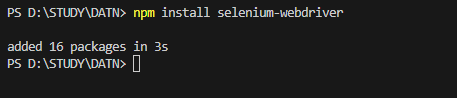 PS D:\STUDY\DATN> npm install selenium-webdriver
added 16 packages in 3s
PS D:\STUDY\DATN>